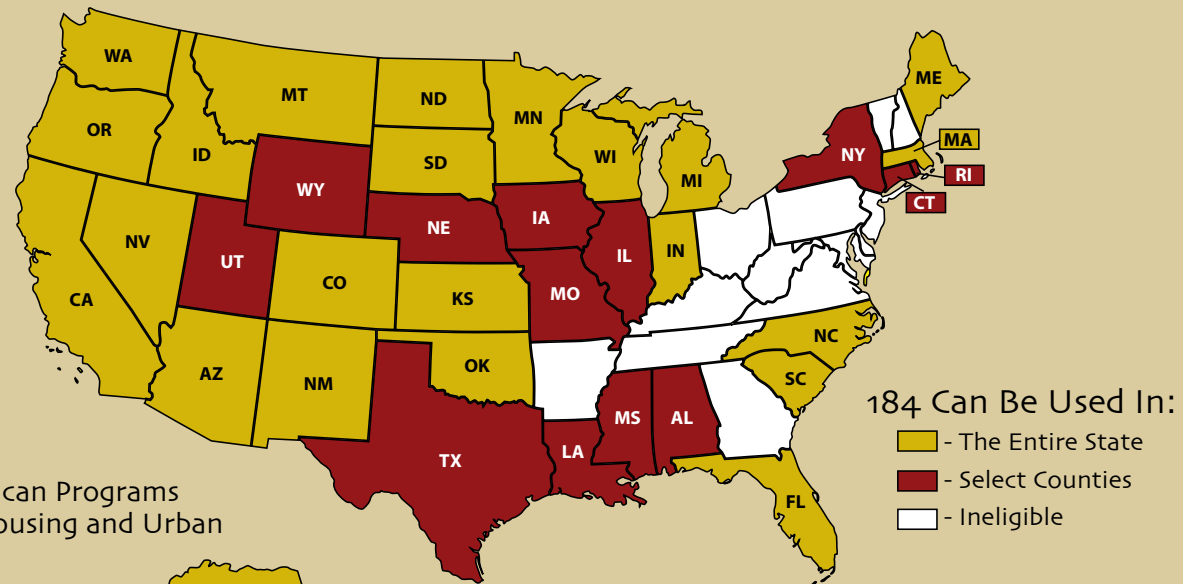 WA
MT
ND
MN
ME
OR
ID
SD
WI
MI
NY
MA
RI
CT
WY
NE
IA
NV
UT
CO
KS
MO
IL
IN
CA
AZ
NM
OK
NC
SC
TX
LA
MS
AL
FL
184 Can Be Used In:
- The Entire State
- Select Counties
- Ineligible
can Programs
ousing and Urban